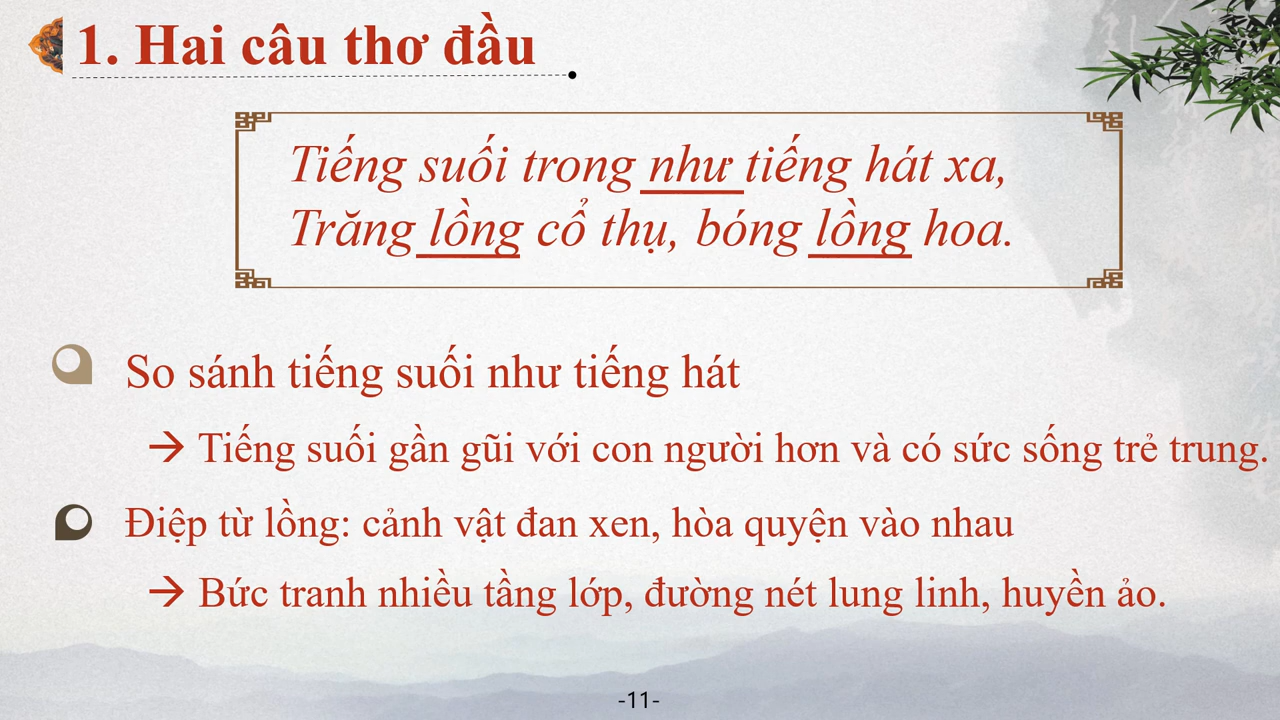 1. Hai câu thơ đầu
Tiếng suối trong như tiếng hát xa,
Trăng lồng cổ thụ, bóng lồng hoa.
So sánh tiếng suối như tiếng hát
→ Tiếng suối gần gũi với con người hơn và có sức sống trẻ trung.
Điệp từ lồng: cảnh vật đan xen, hòa quyện vào nhau
→ Bức tranh nhiều tầng lớp, đường nét lung linh, huyền ảo.
-11-